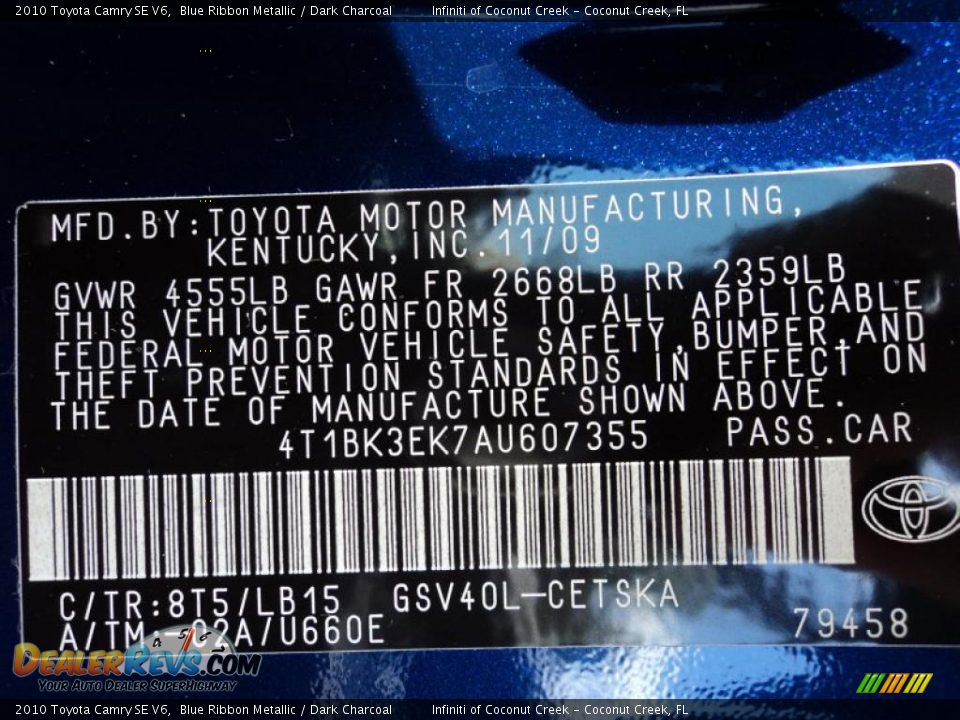 2010 Toyota Camry SE V6, Blue Ribbon Metallic / Dark Charcoal Infiniti of Coconut Creek - Coconut Creek, FL
MFD.BY:TOYOTA MOTOR MANUFACTURING,
KENTUCKY,INC. 11/09
GVWR 4555LB GAWR FR 2668LB RR 2359LB
THIS VEHICLE CONFORMS TO ALL APPLICABLE
FEDERAL MOTOR VEHICLE SAFETY,BUMPER,AND
THEFT PREVENTION STANDARDS IN EFFECT ON
THE DATE OF MANUFACTURE SHOWN ABOVE.
4T1BK3EK7AU607355 PASS.CAR
C/TR:8T5/LB15 GSV40L-CETSKA
A/TM:-02A/U660E 79458
DealerRevs.com
Your Auto Dealer SuperHighway
2010 Toyota Camry SE V6, Blue Ribbon Metallic / Dark Charcoal Infiniti of Coconut Creek - Coconut Creek, FL